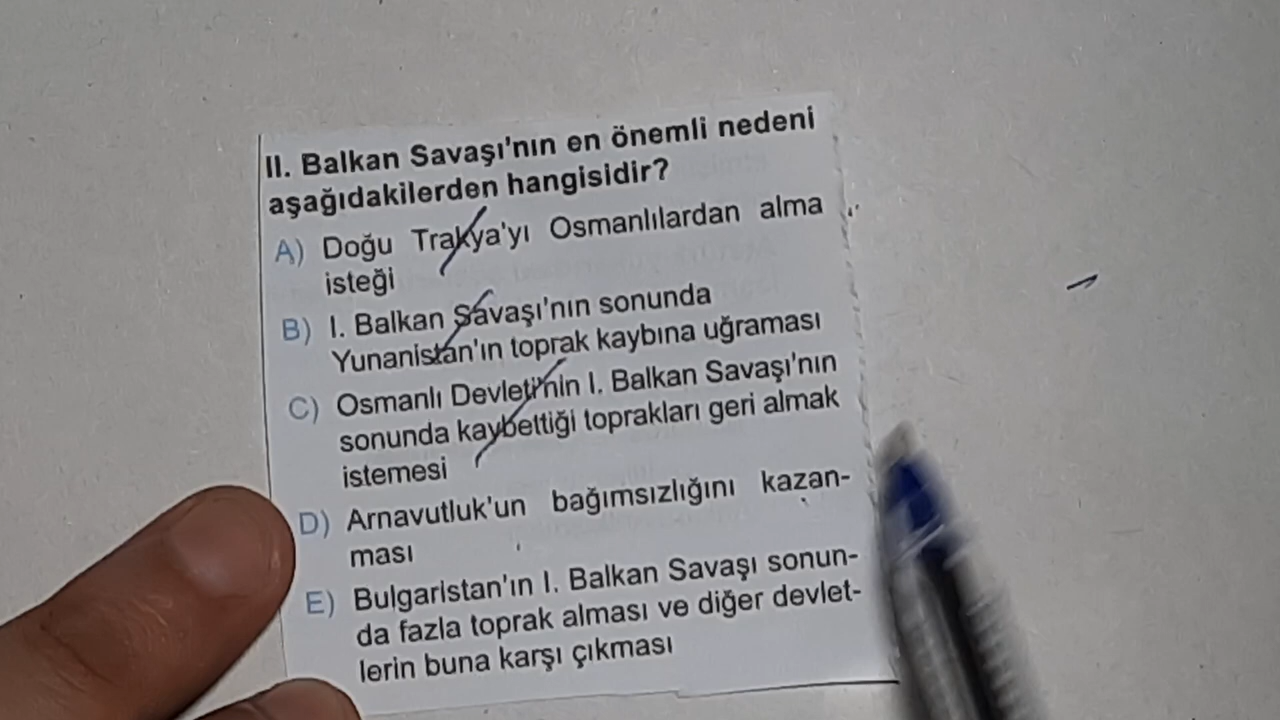 II. Balkan Savaşı'nın en önemli nedeni
aşağıdakilerden hangisidir?
A) Doğu Trakya'yı Osmanlılardan alma
isteği
B) I. Balkan Savaşı'nın sonunda
Yunanistan'ın toprak kaybına uğraması
C) Osmanlı Devleti'nin I. Balkan Savaşı'nın
sonunda kaybettiği toprakları geri almak
istemesi
D) Arnavutluk'un bağımsızlığını kazan-
ması
E) Bulgaristan'ın I. Balkan Savaşı sonun-
da fazla toprak alması ve diğer devlet-
lerin buna karşı çıkması